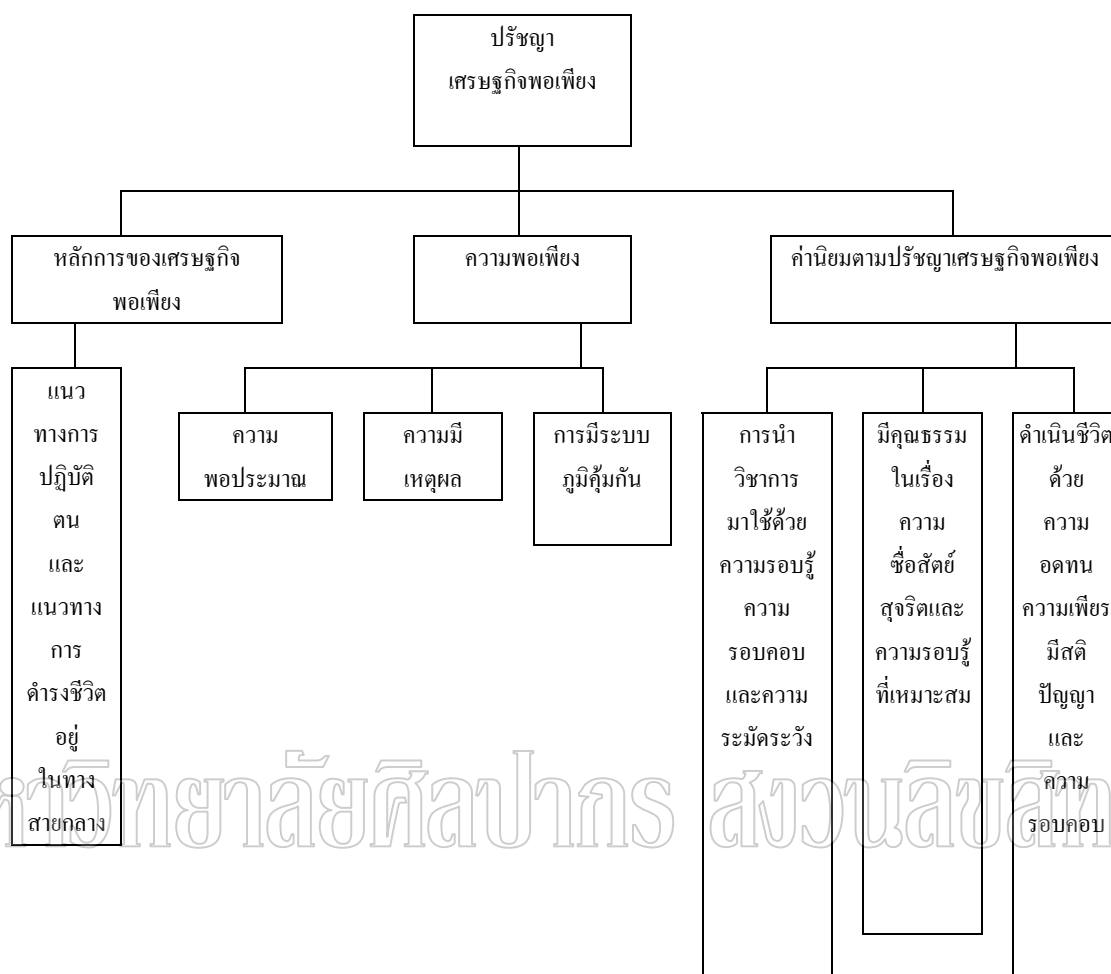 ปรัชญา
เศรษฐกิจพอเพียง
หลักการของเศรษฐกิจ
พอเพียง
ความพอเพียง
ค่านิยมตามปรัชญาเศรษฐกิจพอเพียง
แนว
ทางการ
ปฏิบัติ
ตน
และ
แนวทาง
การ
ดำรงชีวิต
อยู่
ในทาง
สายกลาง
ความ
พอประมาณ
ความมี
เหตุผล
การมีระบบ
ภูมิคุ้มกัน
การนำ
วิชาการ
มาใช้ด้วย
ความรอบรู้
ความ
รอบคอบ
และความ
ระมัดระวัง
มีคุณธรรม
ในเรื่อง
ความ
ซื่อสัตย์
สุจริตและ
ความรอบรู้
ที่เหมาะสม
ดำเนินชีวิต
ด้วย
ความ
อดทน
ความเพียร
มีสติ
ปัญญา
และ
ความ
รอบคอบ
หาวิทยาลัยศิลปากร สงวนลิขสิท